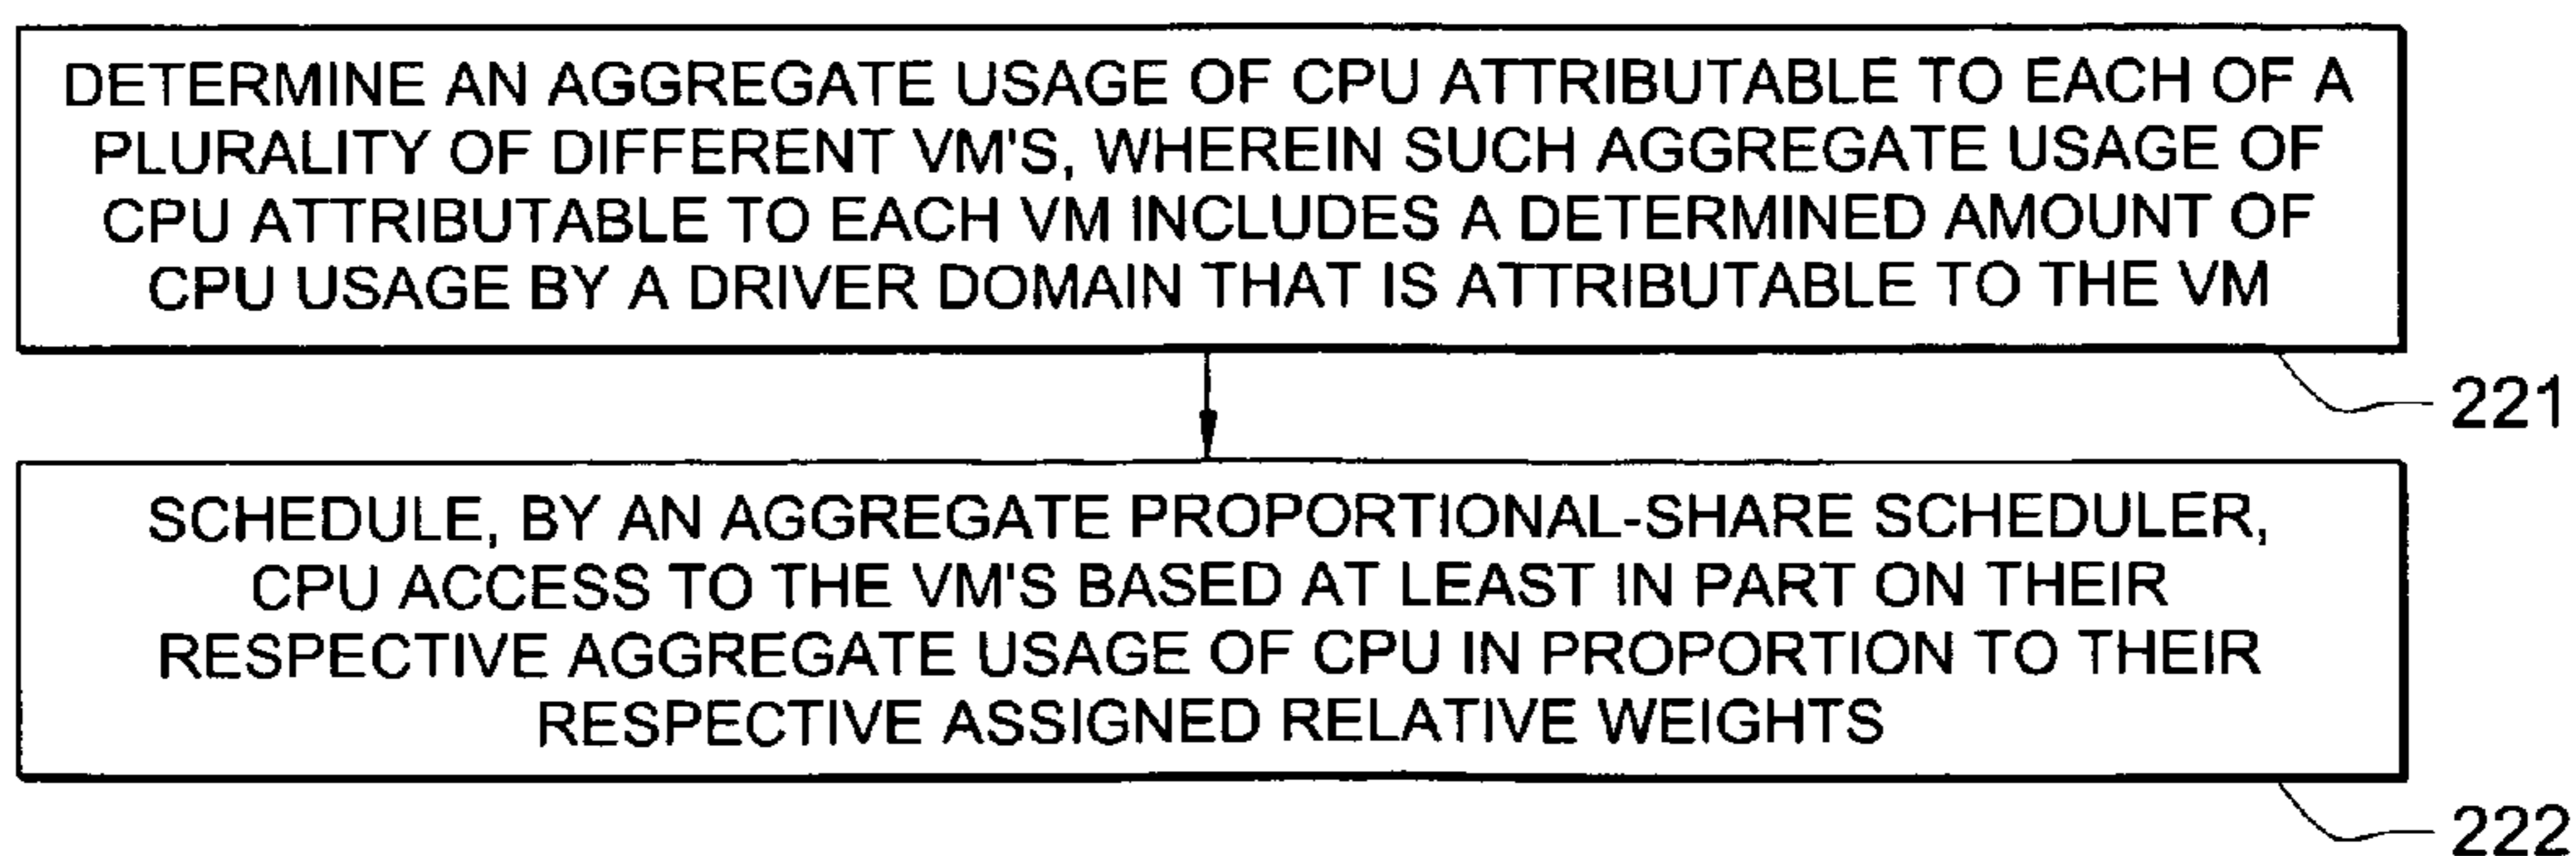 DETERMINE AN AGGREGATE USAGE OF CPU ATTRIBUTABLE TO EACH OF A
PLURALITY OF DIFFERENT VM'S, WHEREIN SUCH AGGREGATE USAGE OF
CPU ATTRIBUTABLE TO EACH VM INCLUDES A DETERMINED AMOUNT OF
CPU USAGE BY A DRIVER DOMAIN THAT IS ATTRIBUTABLE TO THE VM
221
SCHEDULE, BY AN AGGREGATE PROPORTIONAL-SHARE SCHEDULER,
CPU ACCESS TO THE VM'S BASED AT LEAST IN PART ON THEIR
RESPECTIVE AGGREGATE USAGE OF CPU IN PROPORTION TO THEIR
RESPECTIVE ASSIGNED RELATIVE WEIGHTS
222